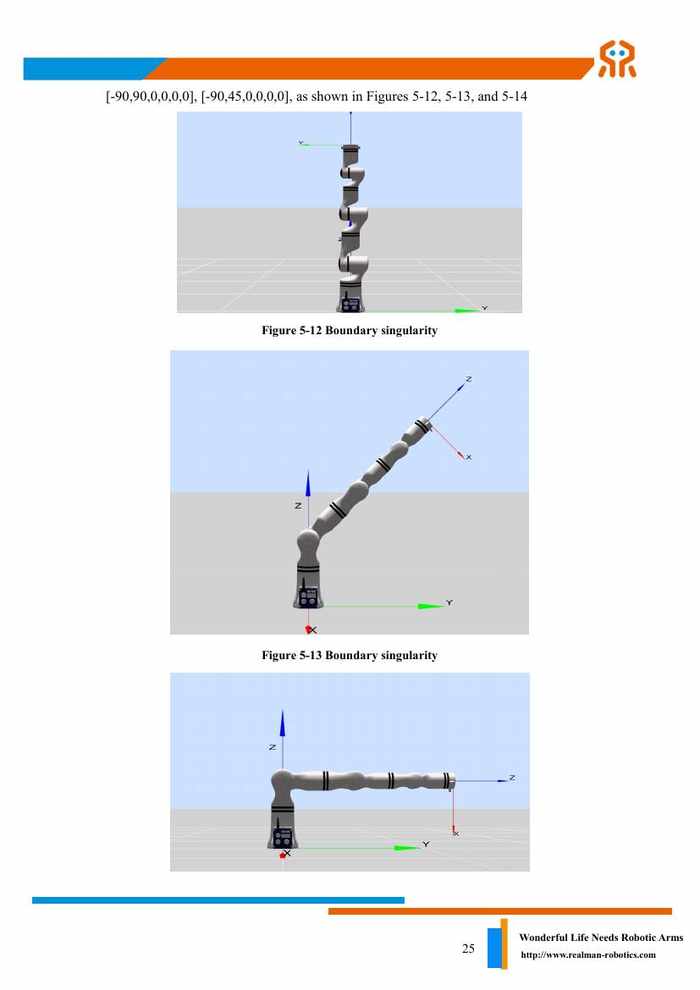 [-90,90,0,0,0,0], [-90,45,0,0,0,0], as shown in Figures 5-12, 5-13, and 5-14
Y
Y
Figure 5-12 Boundary singularity
Z
X
Z
Y
X
Figure 5-13 Boundary singularity
Z
Z
X
Y
X
25
Wonderful Life Needs Robotic Arms
http://www.realman-robotics.com